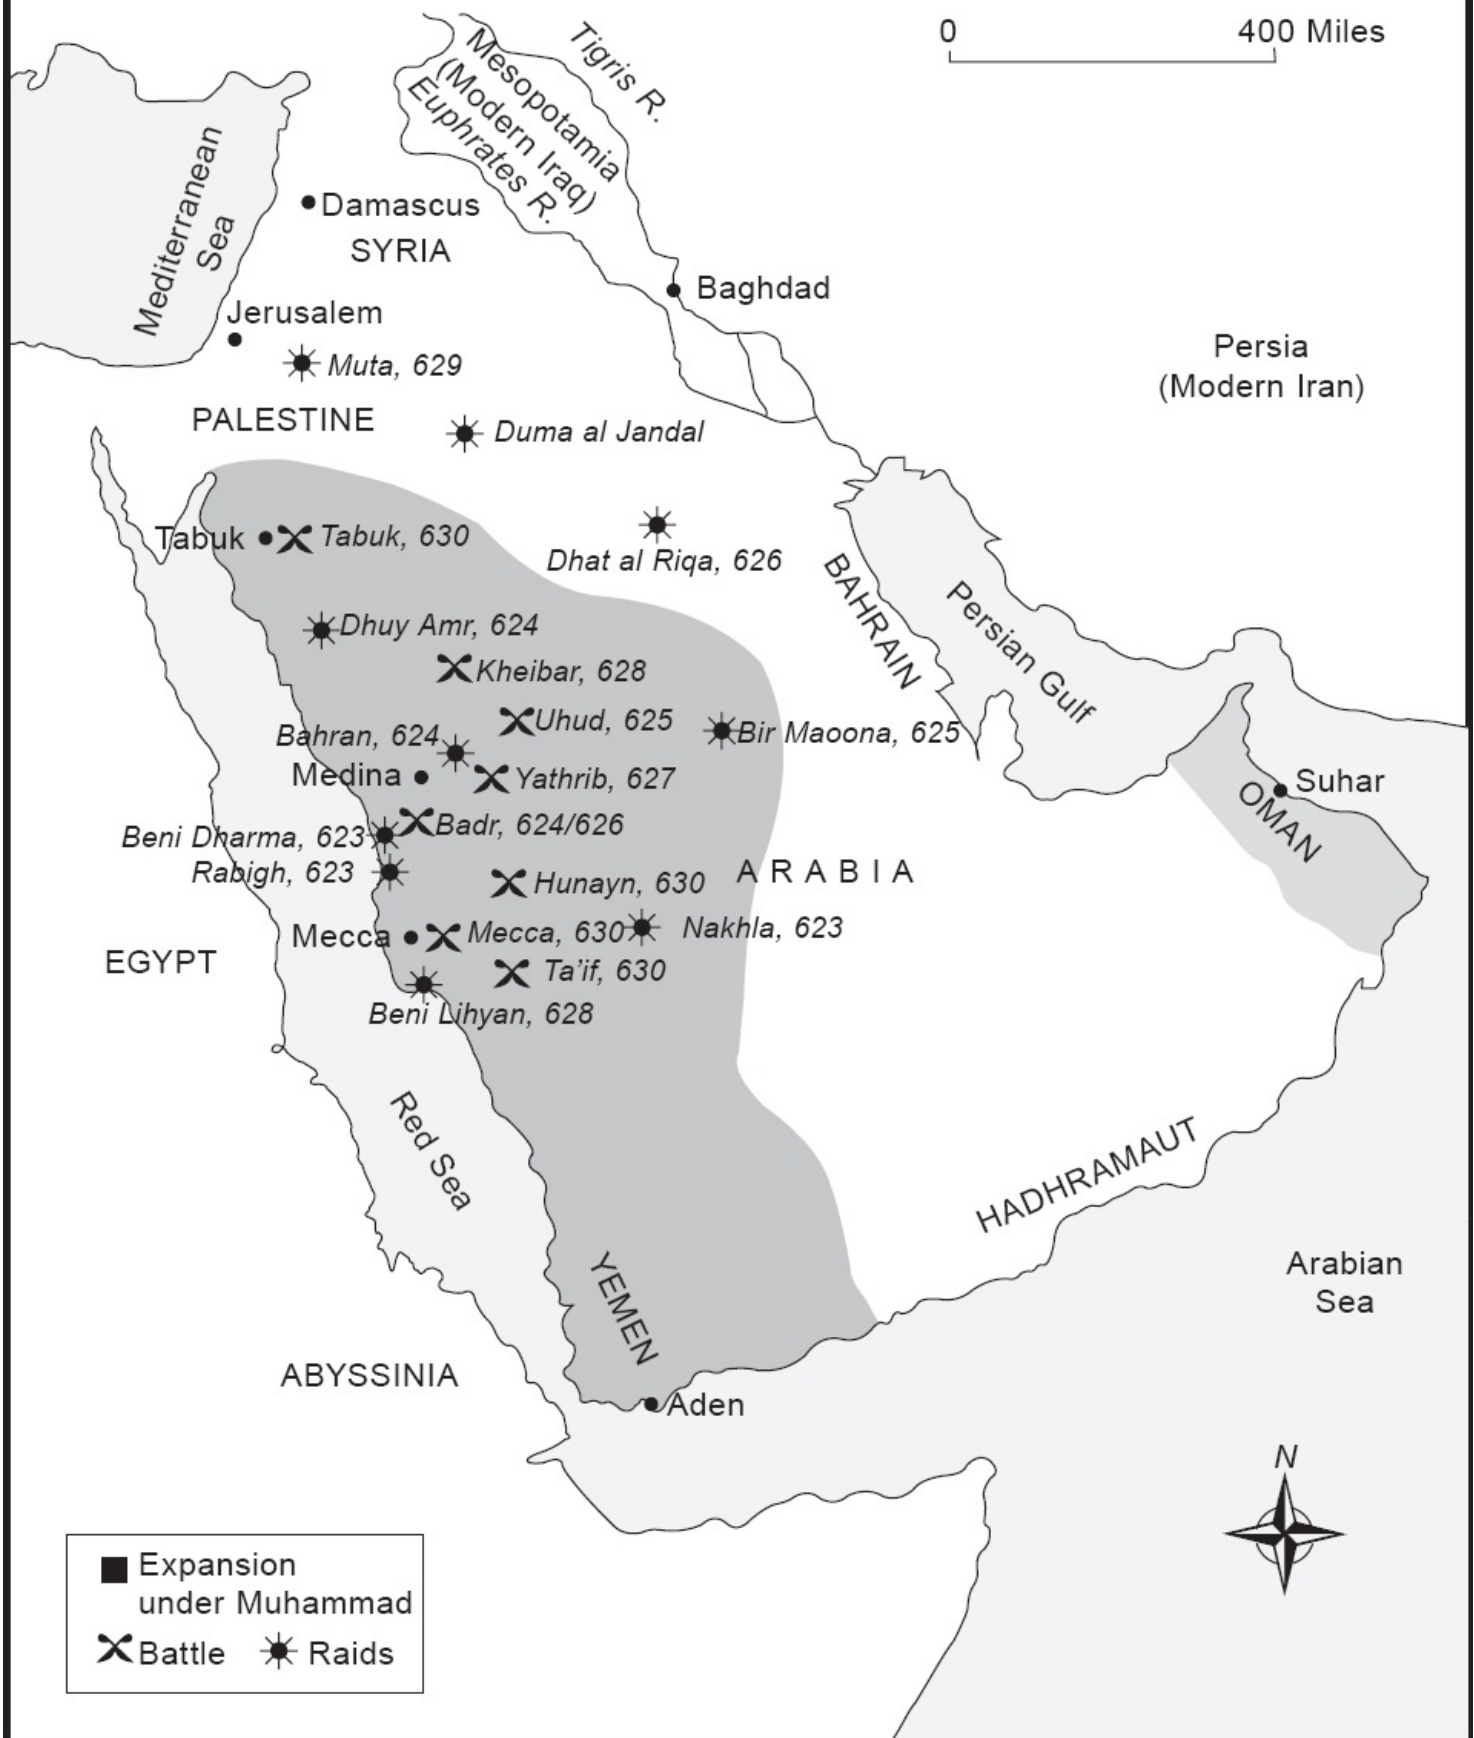 0 400 Miles
Tigris R.
Mesopotamia
(Modern Iraq)
Euphrates R.
Mediterranean
Sea
Damascus
SYRIA
Baghdad
Jerusalem
Muta, 629
Persia
(Modern Iran)
PALESTINE
Duma al Jandal
Tabuk
Tabuk, 630
Dhat al Riqa, 626
BAHRAIN
Persian Gulf
Dhuy Amr, 624
Kheibar, 628
Uhud, 625
Bahran, 624
Bir Maoona, 625
Medina
Yathrib, 627
Suhar
OMAN
Badr, 624/626
Beni Dharma, 623
Rabigh, 623
Hunayn, 630
ARABIA
Mecca
Mecca, 630
Nakhla, 623
EGYPT
Ta'if, 630
Beni Lihyan, 628
Red Sea
HADHRAMAUT
YEMEN
Arabian
Sea
ABYSSINIA
Aden
N
Expansion
under Muhammad
Battle Raids